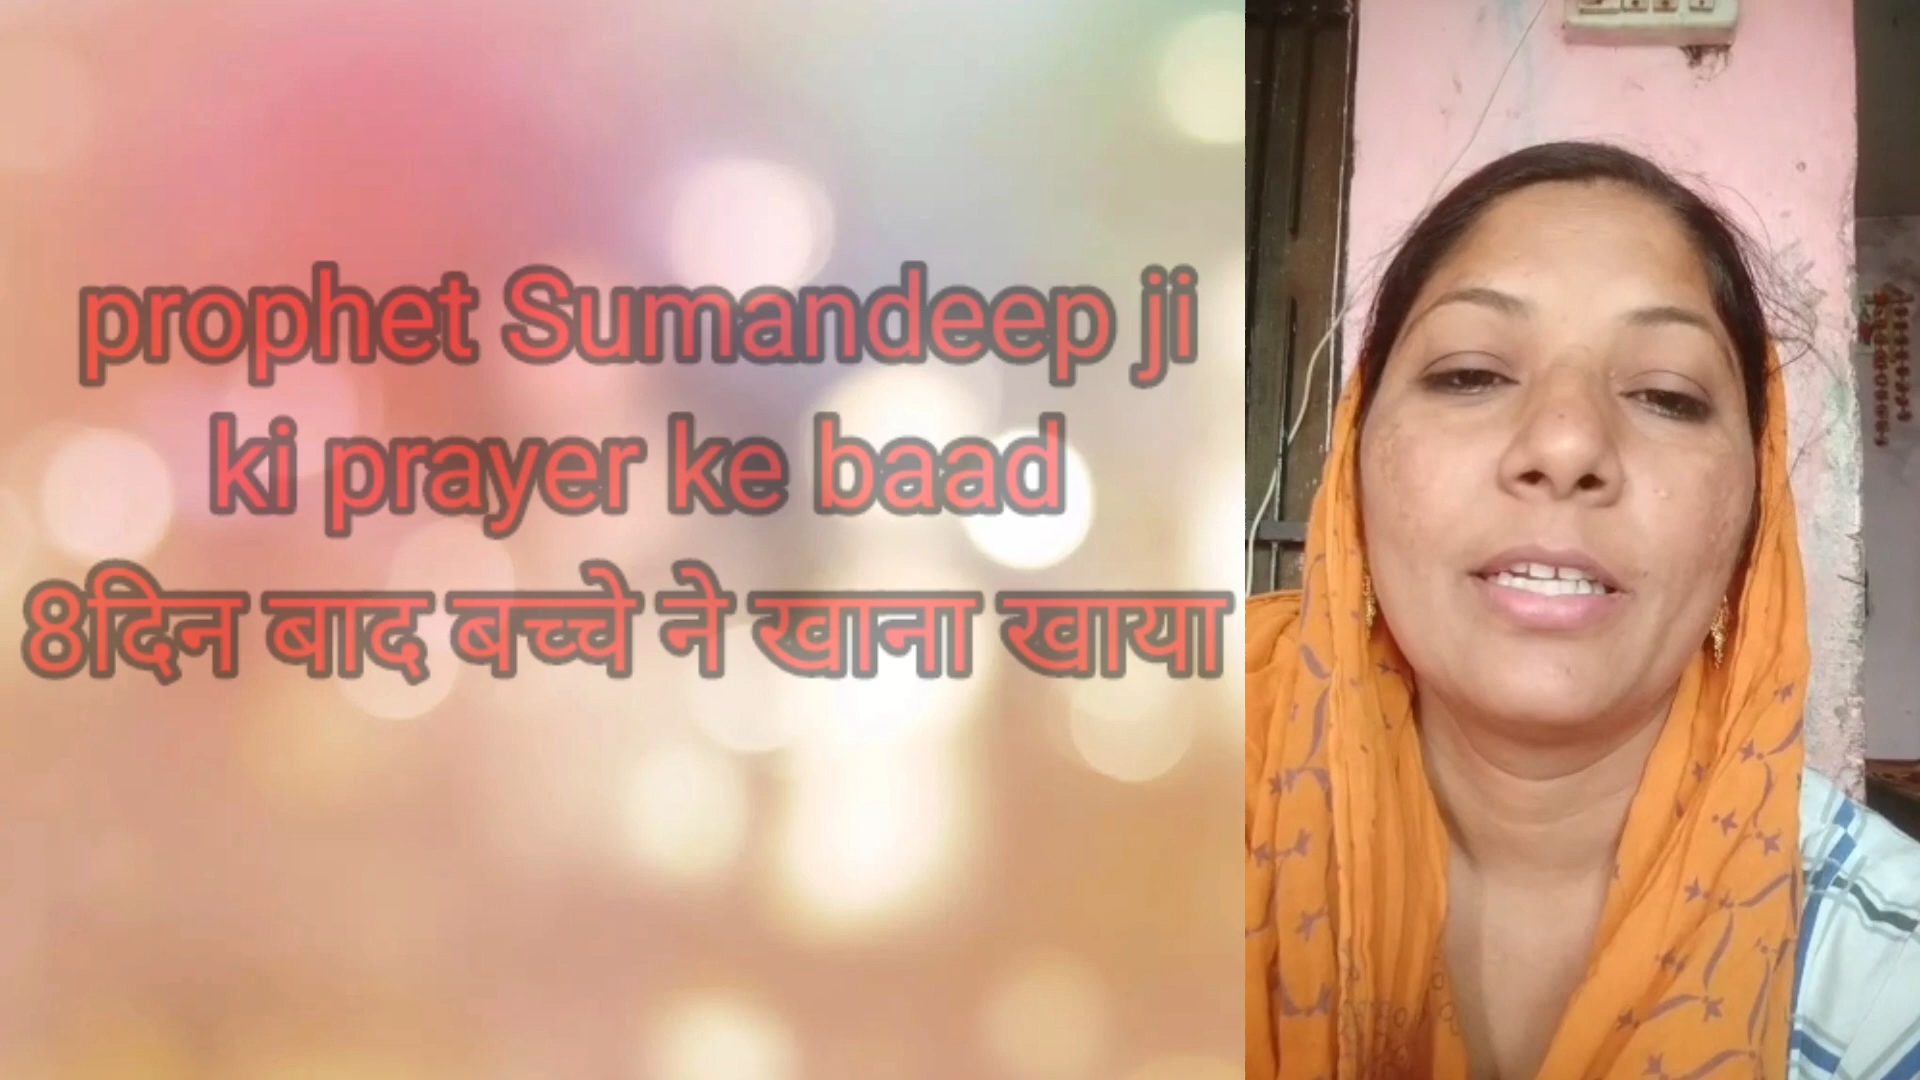 prophet Sumandeep ji
ki prayer ke baad
8दिन बाद बच्चे ने खाना खाया